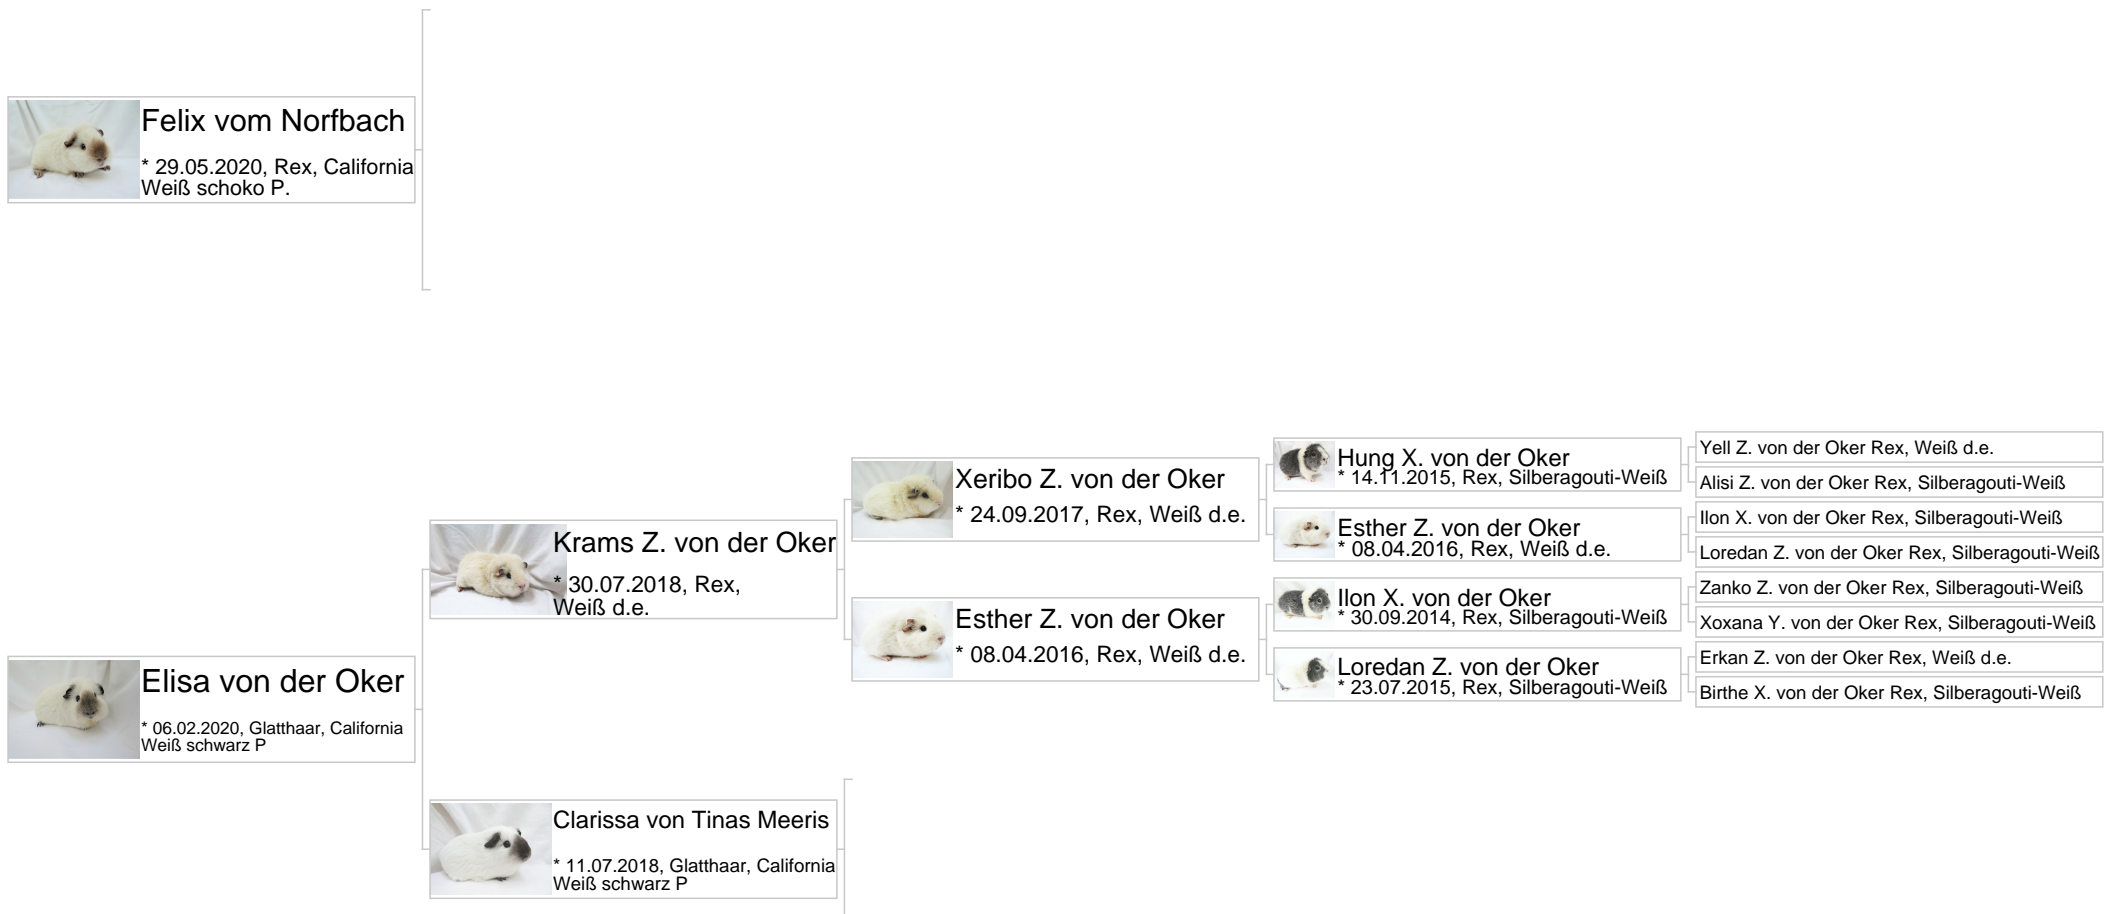 Felix vom Norfbach
* 29.05.2020, Rex, California
Weiß schoko P.
Elisa von der Oker
* 06.02.2020, Glatthaar, California
Weiß schwarz P
Krams Z. von der Oker
* 30.07.2018, Rex,
Weiß d.e.
Clarissa von Tinas Meeris
* 11.07.2018, Glatthaar, California
Weiß schwarz P
Xeribo Z. von der Oker
* 24.09.2017, Rex, Weiß d.e.
Esther Z. von der Oker
* 08.04.2016, Rex, Weiß d.e.
Hung X. von der Oker
* 14.11.2015, Rex, Silberagouti-Weiß
Esther Z. von der Oker
* 08.04.2016, Rex, Weiß d.e.
Ilon X. von der Oker
* 30.09.2014, Rex, Silberagouti-Weiß
Loredan Z. von der Oker
* 23.07.2015, Rex, Silberagouti-Weiß
Yell Z. von der Oker Rex, Weiß d.e.
Alisi Z. von der Oker Rex, Silberagouti-Weiß
Ilon X. von der Oker Rex, Silberagouti-Weiß
Loredan Z. von der Oker Rex, Silberagouti-Weiß
Zanko Z. von der Oker Rex, Silberagouti-Weiß
Xoxana Y. von der Oker Rex, Silberagouti-Weiß
Erkan Z. von der Oker Rex, Weiß d.e.
Birthe X. von der Oker Rex, Silberagouti-Weiß